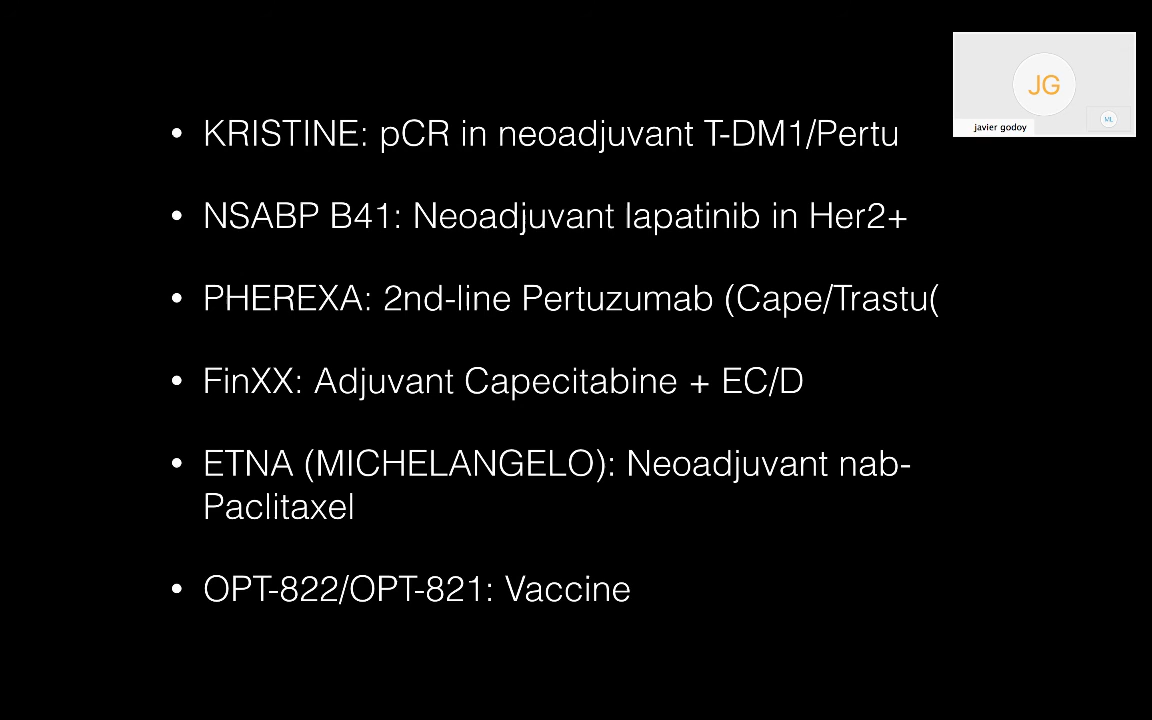 JG
ML
javier godoy
• KRISTINE: pCR in neoadjuvant T-DM1/Pertu
• NSABP B41: Neoadjuvant lapatinib in Her2+
• PHEREXA: 2nd-line Pertuzumab (Cape/Trastu(
• FinXX: Adjuvant Capecitabine + EC/D
• ETNA (MICHELANGELO): Neoadjuvant nab-
Paclitaxel
• OPT-822/OPT-821: Vaccine